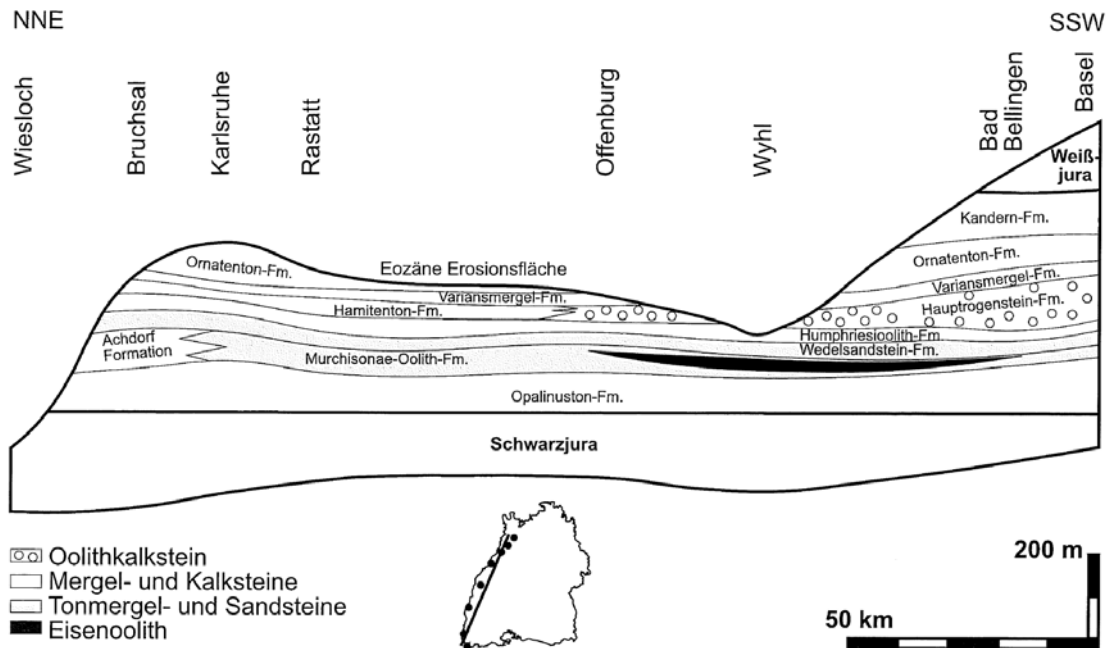 NNE
SSW
Wiesloch
Bruchsal
Karlsruhe
Rastatt
Offenburg
Wyhl
Bad
Bellingen
Basel
Weiß-
jura
Kandern-Fm.
Ornatenton-Fm.
Ornatenton-Fm.
Eozäne Erosionsfläche
Variansmergel-Fm.
Variansmergel-Fm.
Hauptrogenstein-Fm.
Hamitenton-Fm.
Humphriesioolith-Fm.
Wedelsandstein-Fm.
Achdorf
Formation
Murchisonae-Oolith-Fm.
Opalinuston-Fm.
Schwarzjura
Oolithkalkstein
Mergel- und Kalksteine
Tonmergel- und Sandsteine
Eisenoolith
200 m
50 km